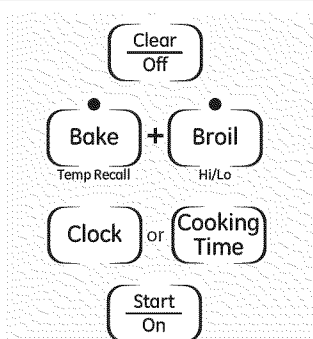 Clear
Off
Bake + Broil
Temp Recall Hi/Lo
Clock or Cooking Time
Start
On